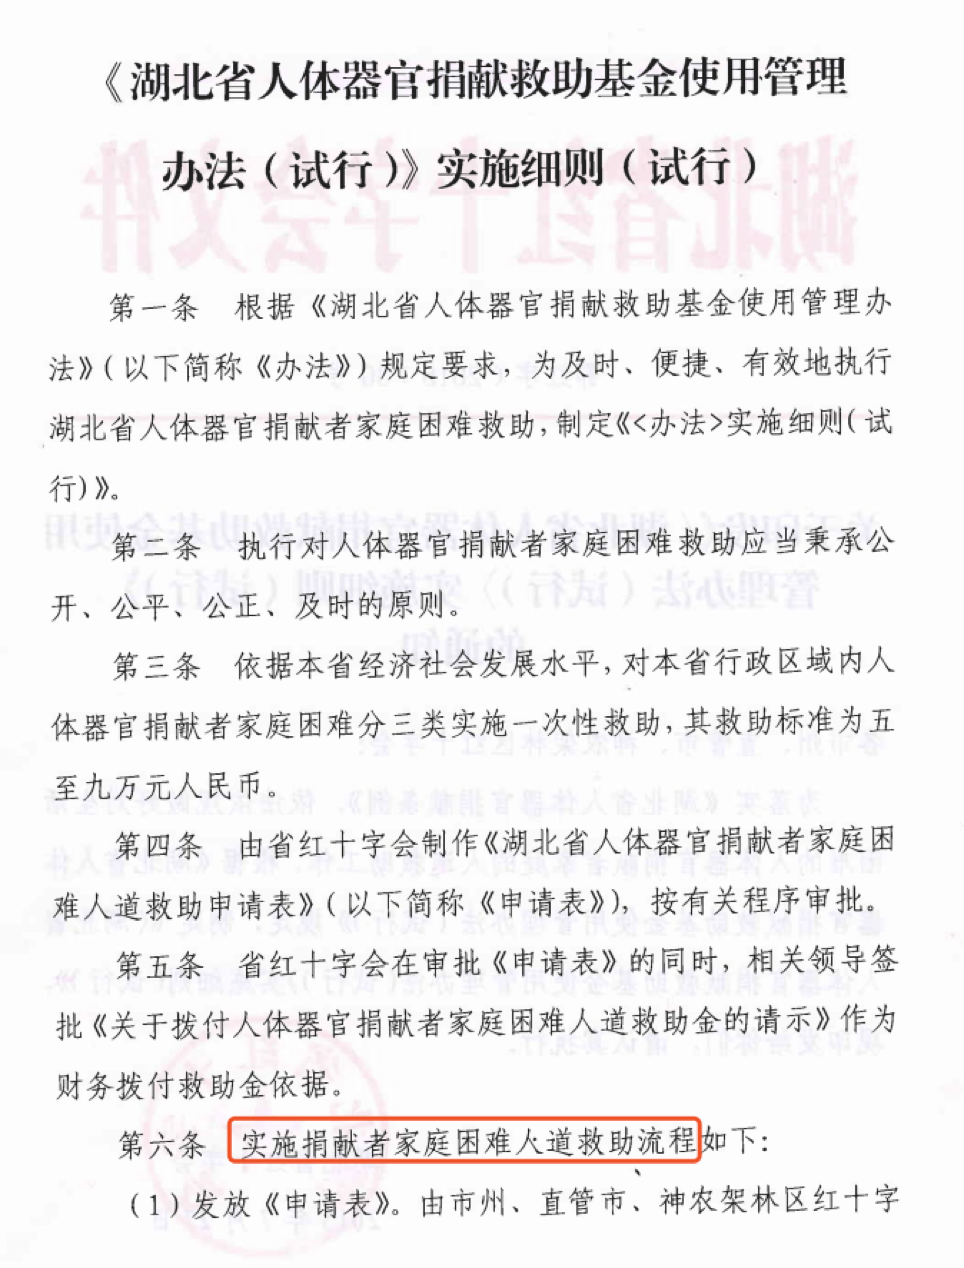 《湖北省人体器官捐献救助基金使用管理
办法（试行）》实施细则（试行）
第一条 根据《湖北省人体器官捐献救助基金使用管理办
法》(以下简称《办法》)规定要求，为及时、便捷、有效地执行
湖北省人体器官捐献者家庭困难救助,制定《<办法>实施细则(试
行)》。
第二条 执行对人体器官捐献者家庭困难救助应当秉承公
开、公平、公正、及时的原则。
第三条 依据本省经济社会发展水平,对本省行政区域内人
体器官捐献者家庭困难分三类实施一次性救助,其救助标准为五
至九万元人民币。
第四条 由省红十字会制作《湖北省人体器官捐献者家庭困
难人道救助申请表》(以下简称《申请表》),按有关程序审批。
第五条 省红十字会在审批《申请表》的同时,相关领导签
批《关于拨付人体器官捐献者家庭困难人道救助金的请示》作为
财务拨付救助金依据。
第六条 实施捐献者家庭困难人道救助流程如下:
(1)发放《申请表》。由市州、直管市、神农架林区红十字